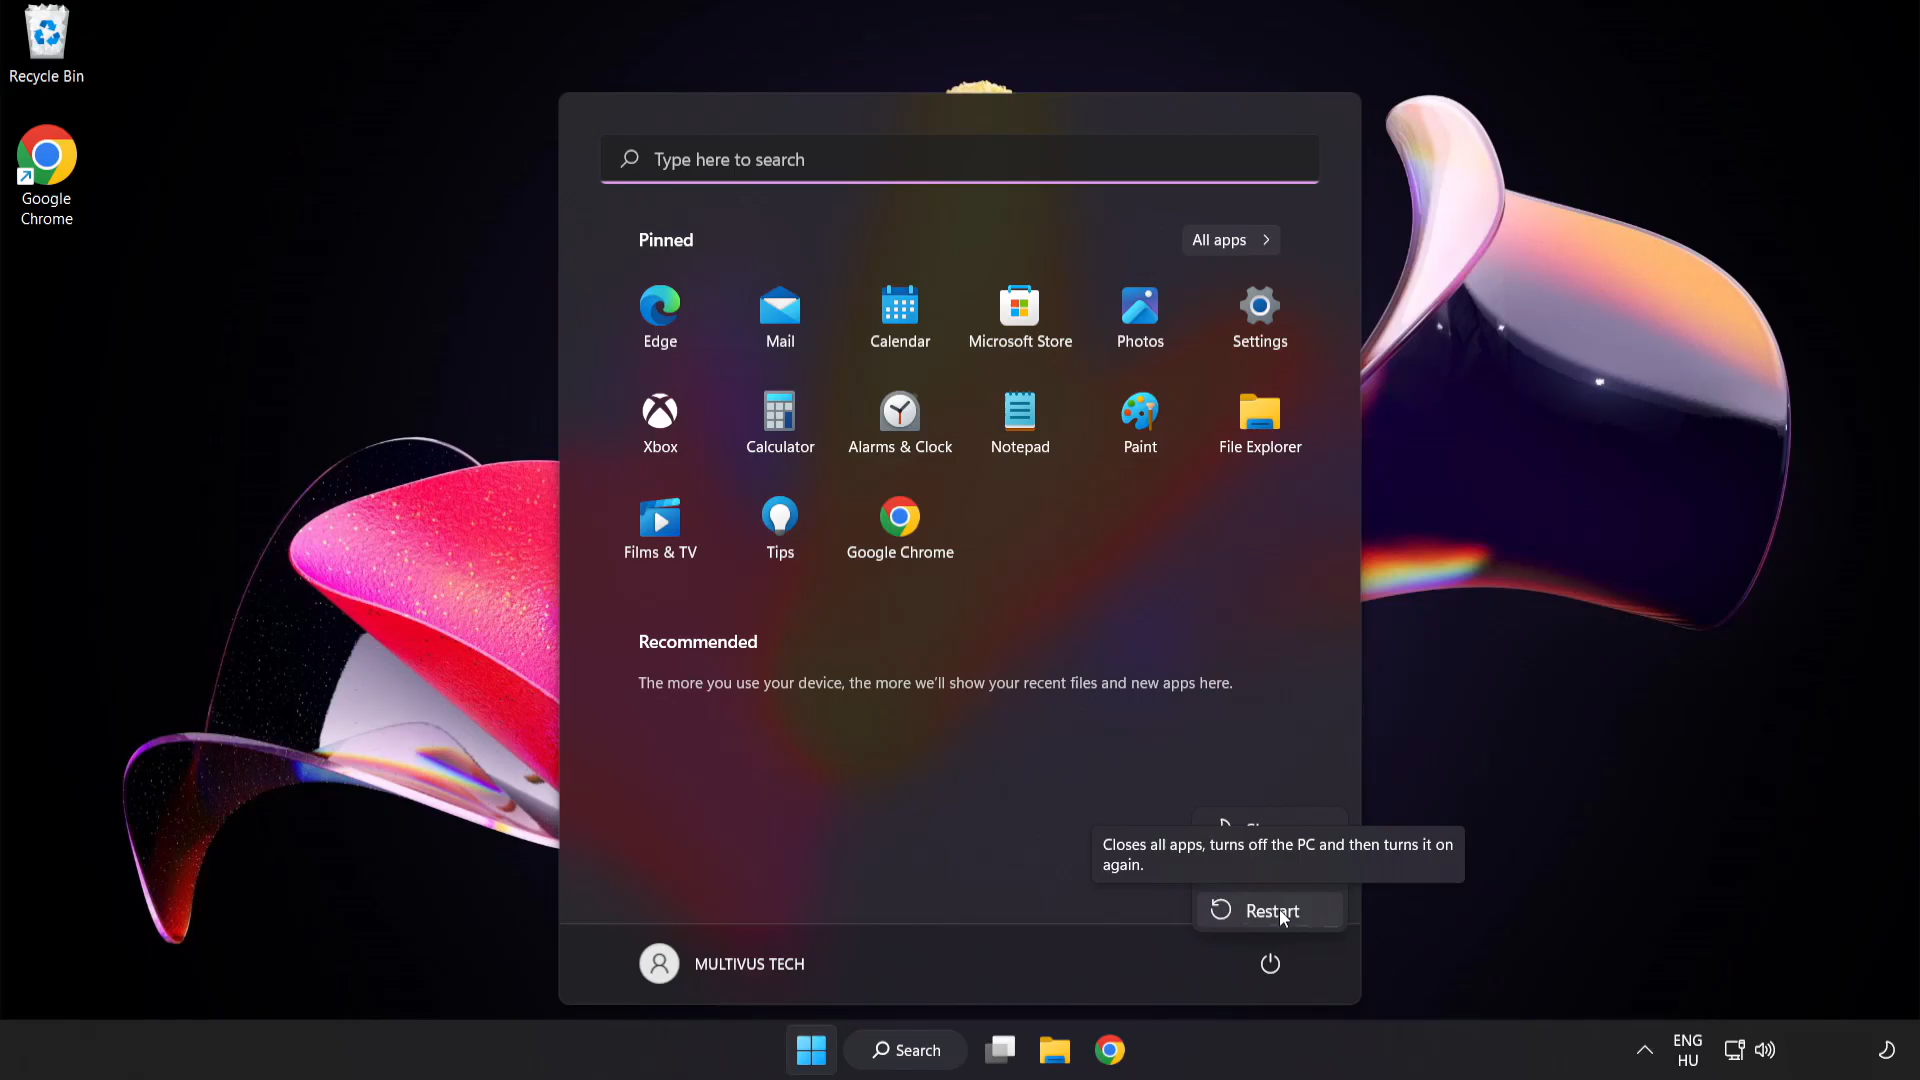 Recycle Bin
Google
Chrome
Type here to search
Pinned
All apps
Edge
Mail
Calendar
Microsoft Store
Photos
Settings
Xbox
Calculator
Alarms & Clock
Notepad
Paint
File Explorer
Films & TV
Tips
Google Chrome
Recommended
The more you use your device, the more we'll show your recent files and new apps here.
Closes all apps, turns off the PC and then turns it on
again.
Restart
MULTIVUS TECH
Search
ENG
HU